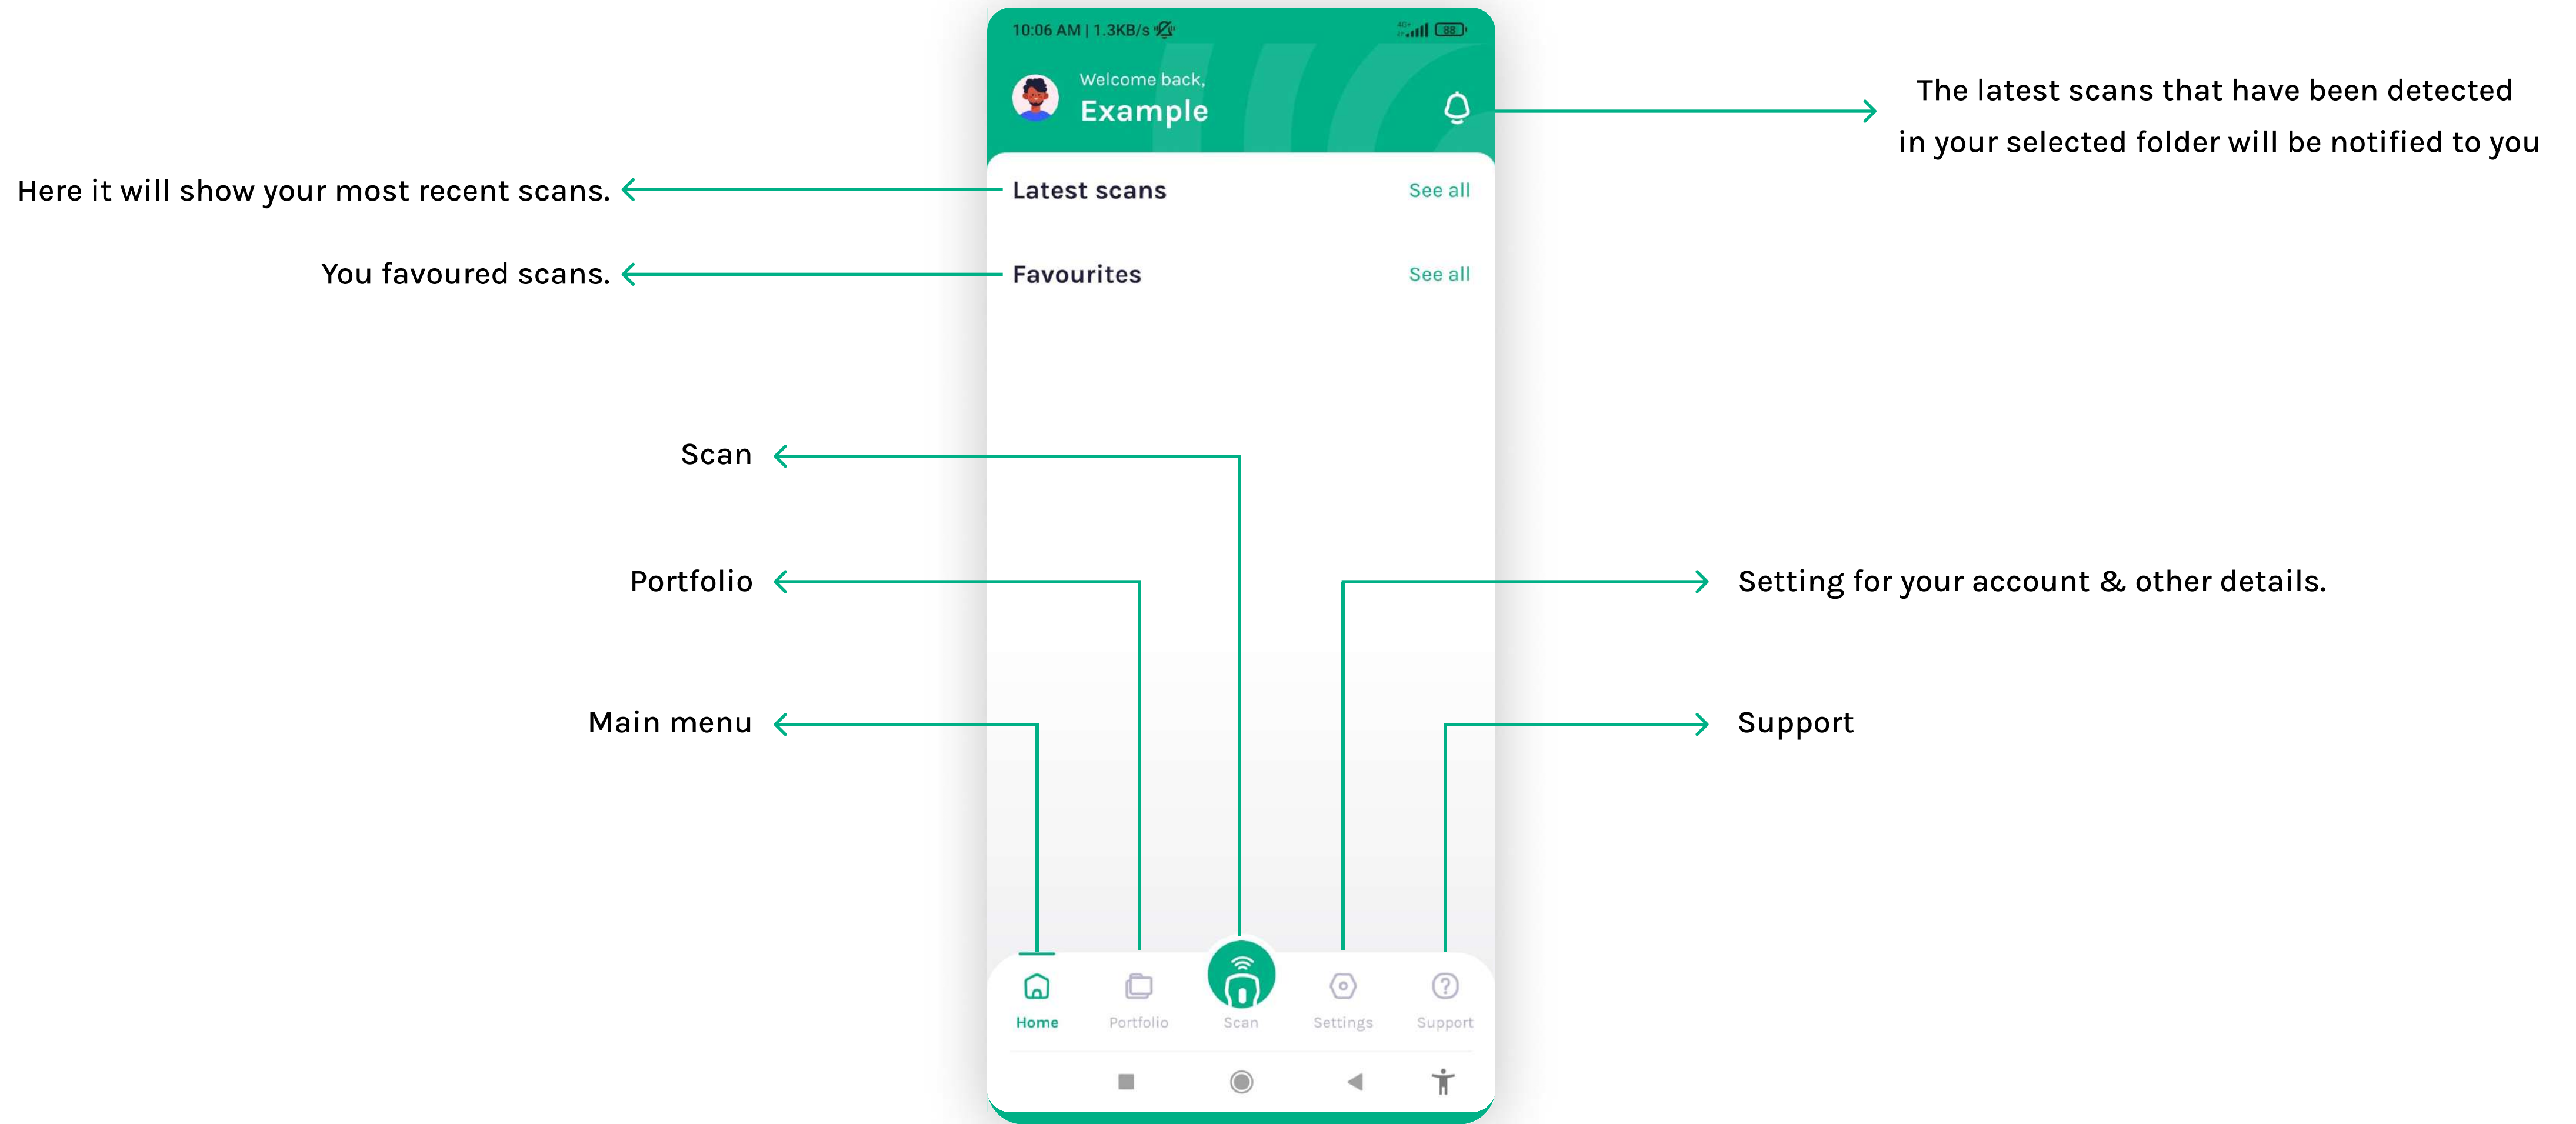 10:06 AM | 1.3KB/s
4G+
88
Welcome back,
Example
The latest scans that have been detected
in your selected folder will be notified to you
Here it will show your most recent scans.
Latest scans
See all
You favoured scans.
Favourites
See all
Scan
Portfolio
Setting for your account & other details.
Main menu
Support
Home
Portfolio
Scan
Settings
Support